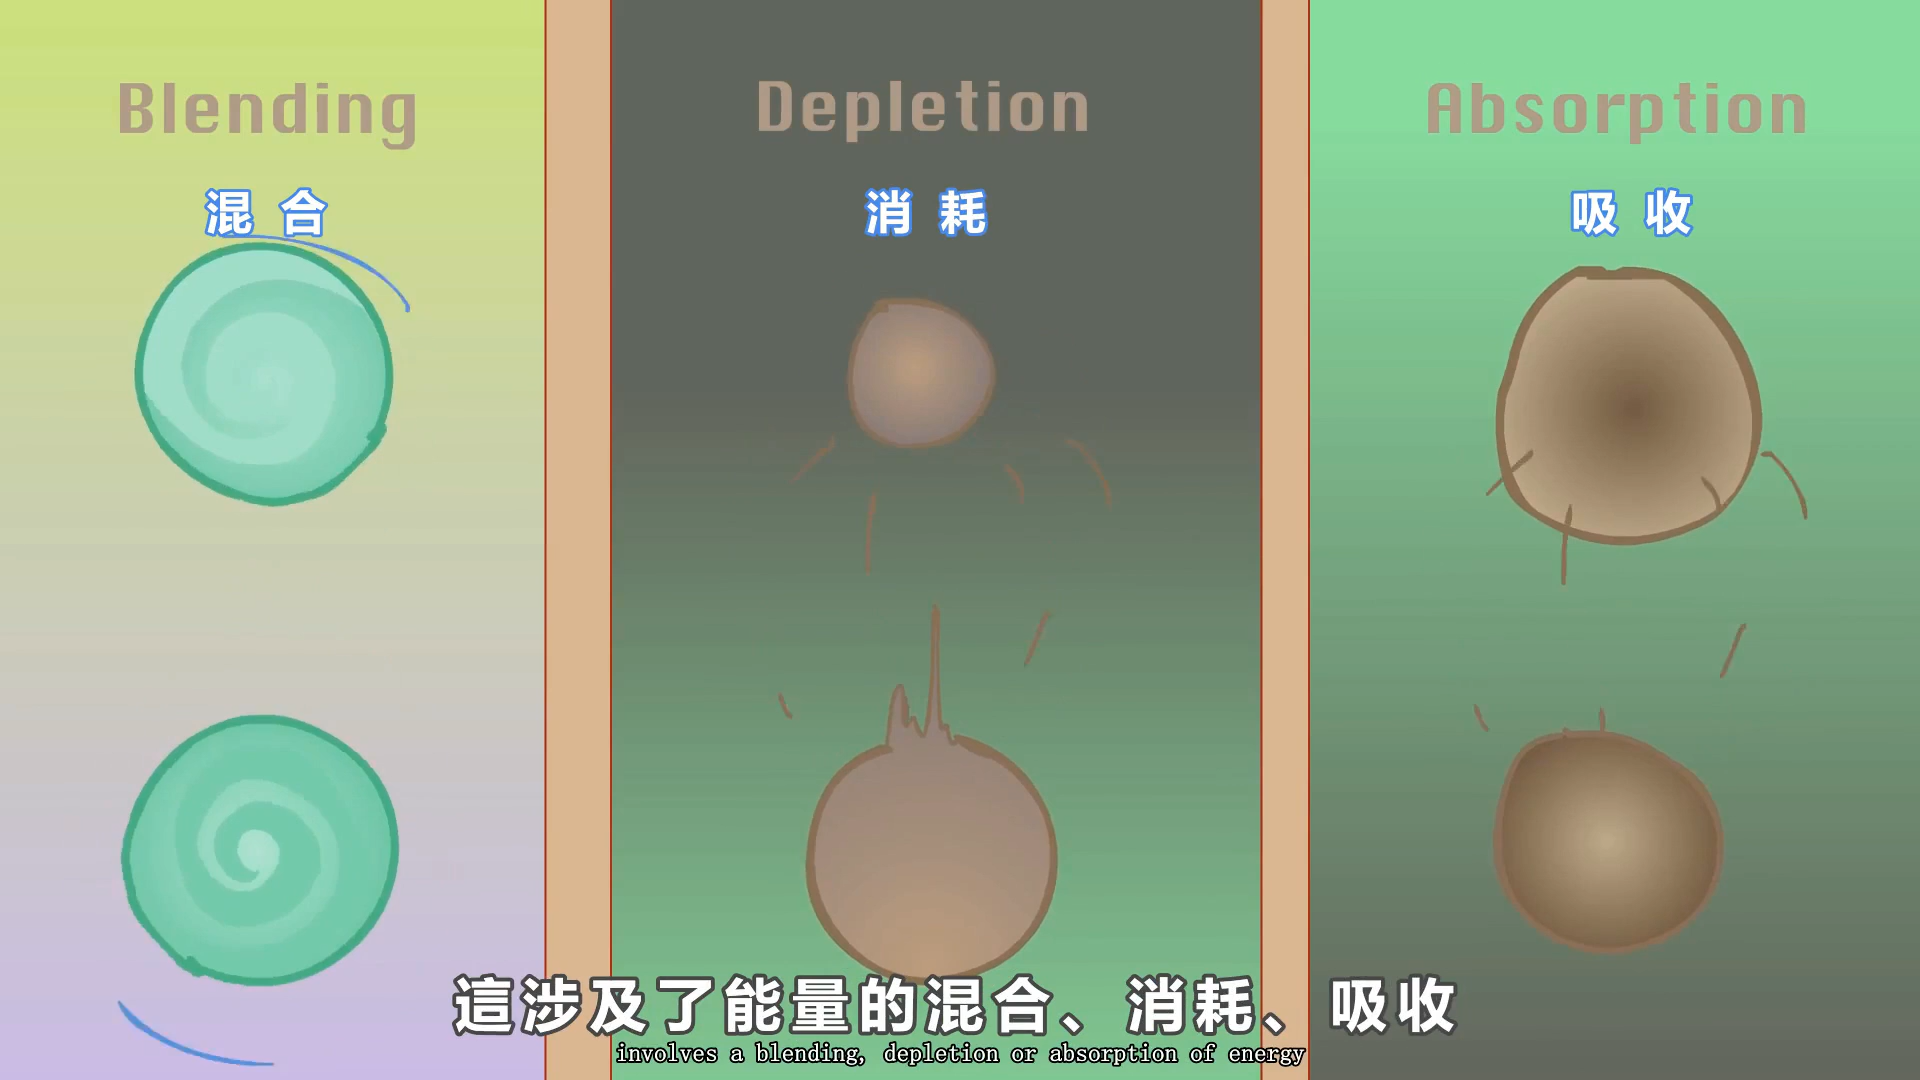 Blending
Depletion
Absorption
混合
消耗
吸收
這涉及了能量的混合、消耗、吸收
involves a blending, depletion or absorption of energy